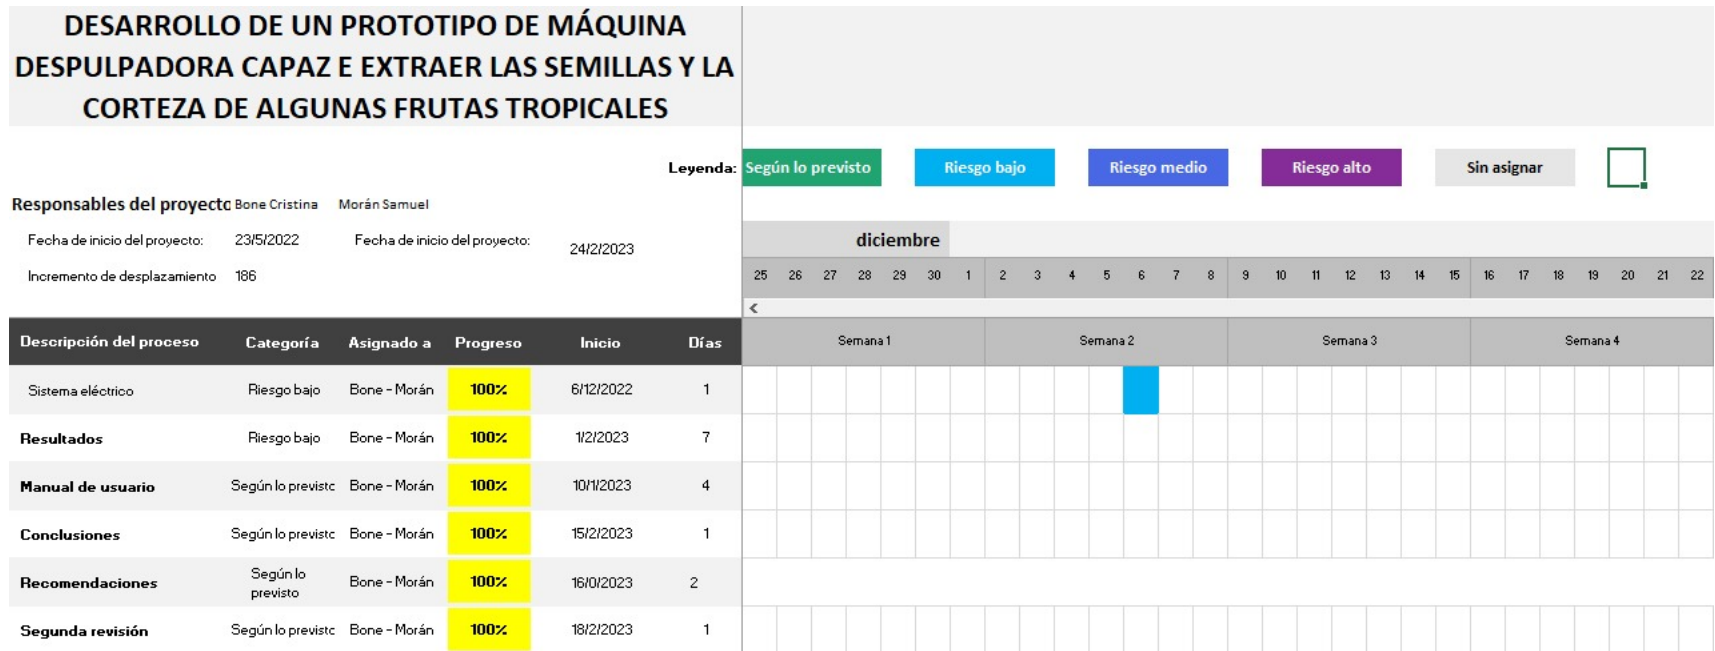 DESARROLLO DE UN PROTOTIPO DE MÁQUINA
DESPULPADORA CAPAZ E EXTRAER LAS SEMILLAS Y LA
CORTEZA DE ALGUNAS FRUTAS TROPICALES
Leyenda: Según lo previsto Riesgo bajo Riesgo medio Riesgo alto Sin asignar
Responsables del proyecto Bone Cristina Morán Samuel
Fecha de inicio del proyecto: 23/5/2022 Fecha de inicio del proyecto: 24/2/2023
diciembre
Incremento de desplazamiento 186
25 26 27 28 29 30 1 2 3 4 5 6 7 8 9 10 11 12 13 14 15 16 17 18 19 20 21 22
Descripción del proceso Categoría Asignado a Progreso Inicio Días Semana 1 Semana 2 Semana 3 Semana 4
Sistema eléctrico Riesgo bajo Bone - Morán 100% 6/12/2022 1
Resultados Riesgo bajo Bone - Morán 100% 1/2/2023 7
Manual de usuario Según lo previsto Bone - Morán 100% 10/1/2023 4
Conclusiones Según lo previsto Bone - Morán 100% 15/2/2023 1
Recomendaciones Según lo previsto Bone - Morán 100% 16/0/2023 2
Segunda revisión Según lo previsto Bone - Morán 100% 18/2/2023 1